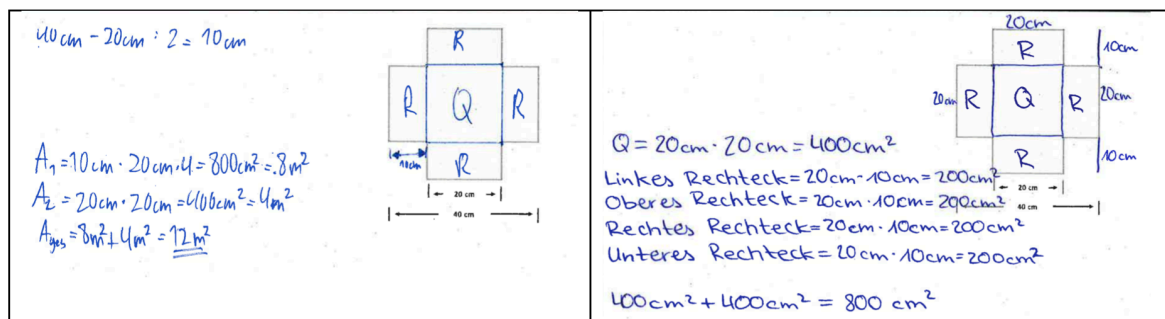 40cm - 20cm : 2 = 10cm
R
R Q R
10cm
R
20 cm
40 cm
A₁ = 10cm · 20cm · 4 = 800cm² = 8m²
A₂ = 20cm · 20cm = 400cm² = 4m²
Ages = 8m² + 4m² = 12m²
20cm
R
10cm
20cm R Q R 20cm
R
10cm
20 cm
40 cm
Q = 20cm · 20cm = 400cm²
Linkes Rechteck = 20cm · 10cm = 200cm²
Oberes Rechteck = 20cm · 10cm = 200cm²
Rechtes Rechteck = 20cm · 10cm = 200cm²
Unteres Rechteck = 20cm · 10cm = 200cm²
400cm² + 400cm² = 800 cm²